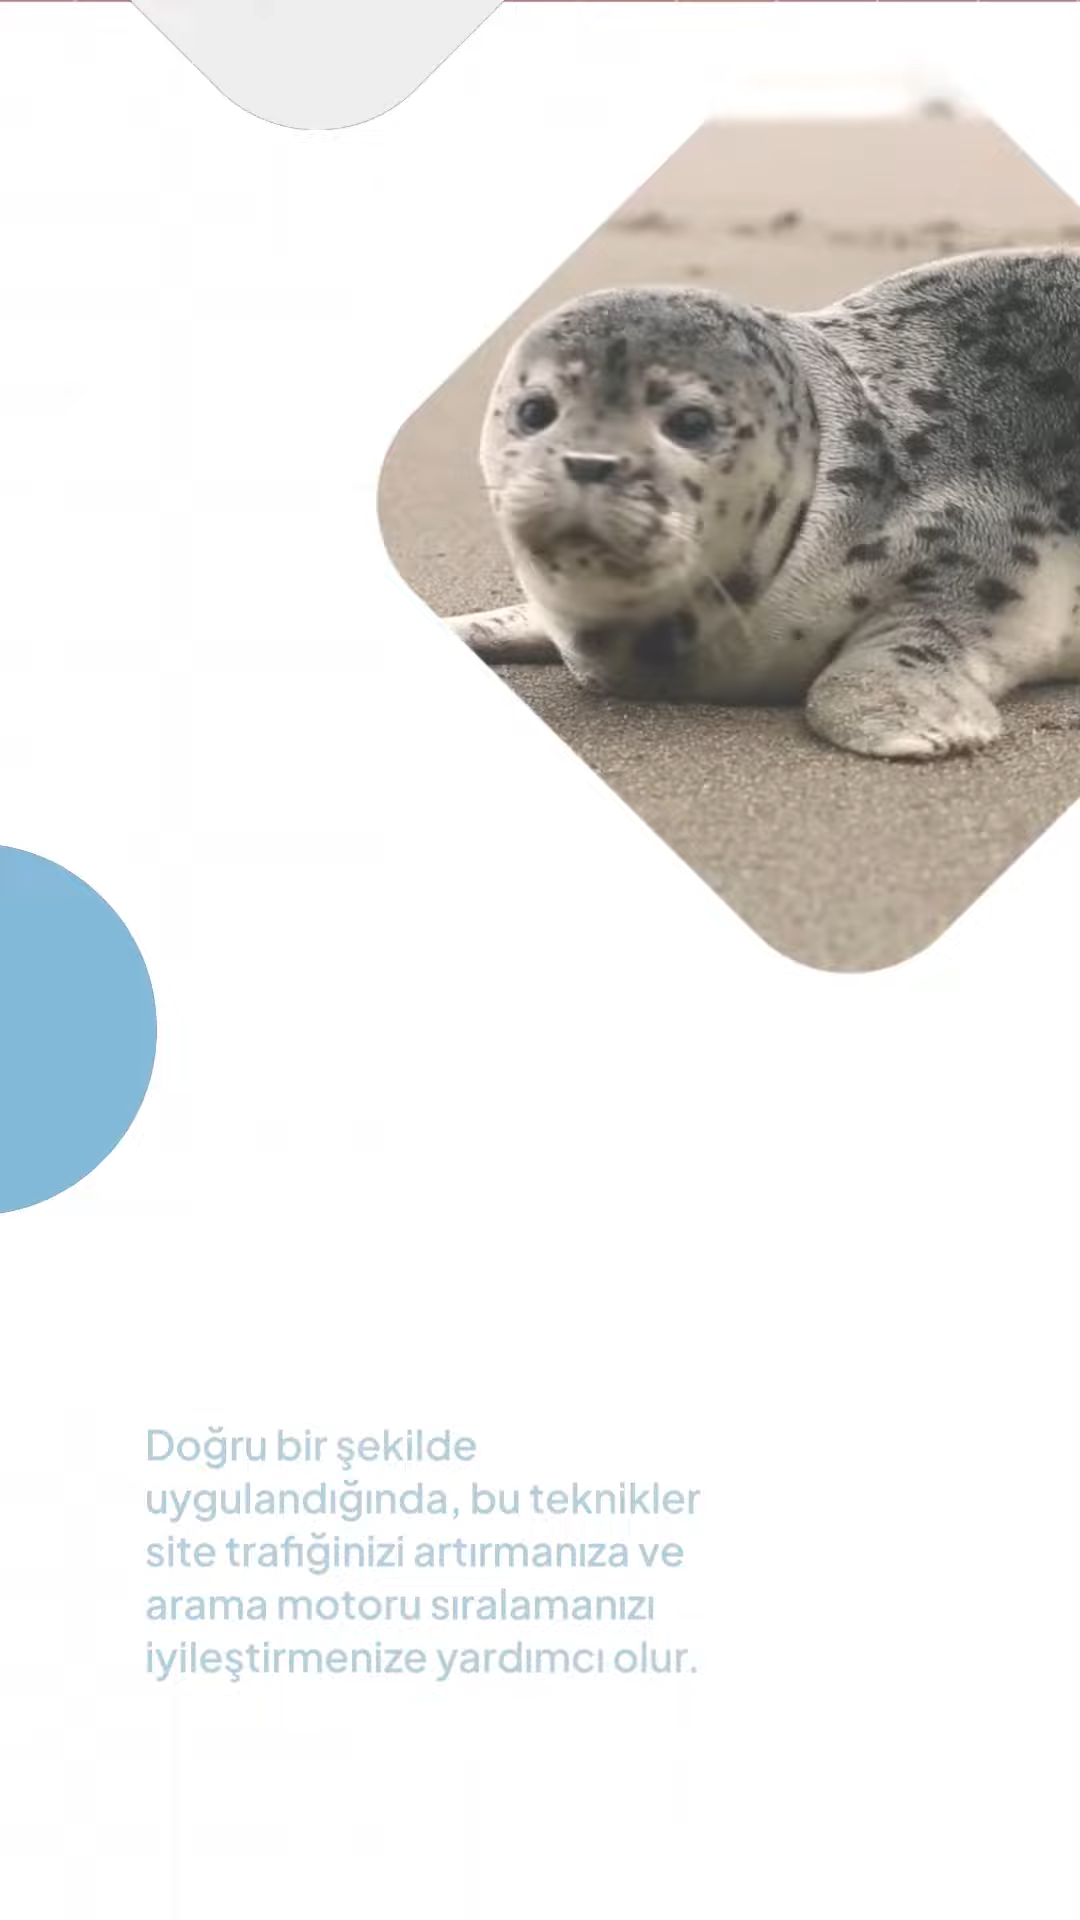 Doğru bir şekilde
uygulandığında, bu teknikler
site trafiğinizi artırmanıza ve
arama motoru sıralamanızı
iyileştirmenize yardımcı olur.